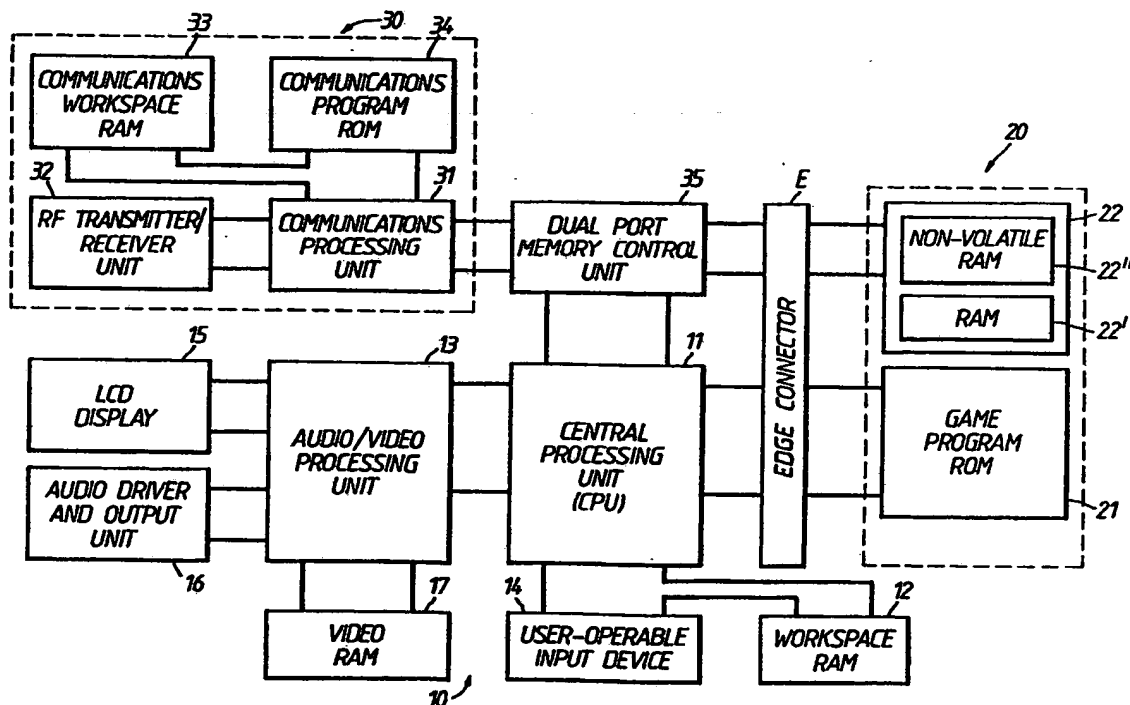 33
30
34
COMMUNICATIONS
WORKSPACE
RAM
COMMUNICATIONS
PROGRAM
ROM
32
RF TRANSMITTER/
RECEIVER
UNIT
31
COMMUNICATIONS
PROCESSING
UNIT
35
DUAL PORT
MEMORY CONTROL
UNIT
E
EDGE CONNECTOR
20
22
NON-VOLATILE
RAM
22"
RAM
22'
15
LCD
DISPLAY
13
AUDIO/VIDEO
PROCESSING
UNIT
11
CENTRAL
PROCESSING
UNIT
(CPU)
GAME
PROGRAM
ROM
21
AUDIO DRIVER
AND OUTPUT
UNIT
16
17
VIDEO
RAM
14
USER-OPERABLE
INPUT DEVICE
12
WORKSPACE
RAM
10